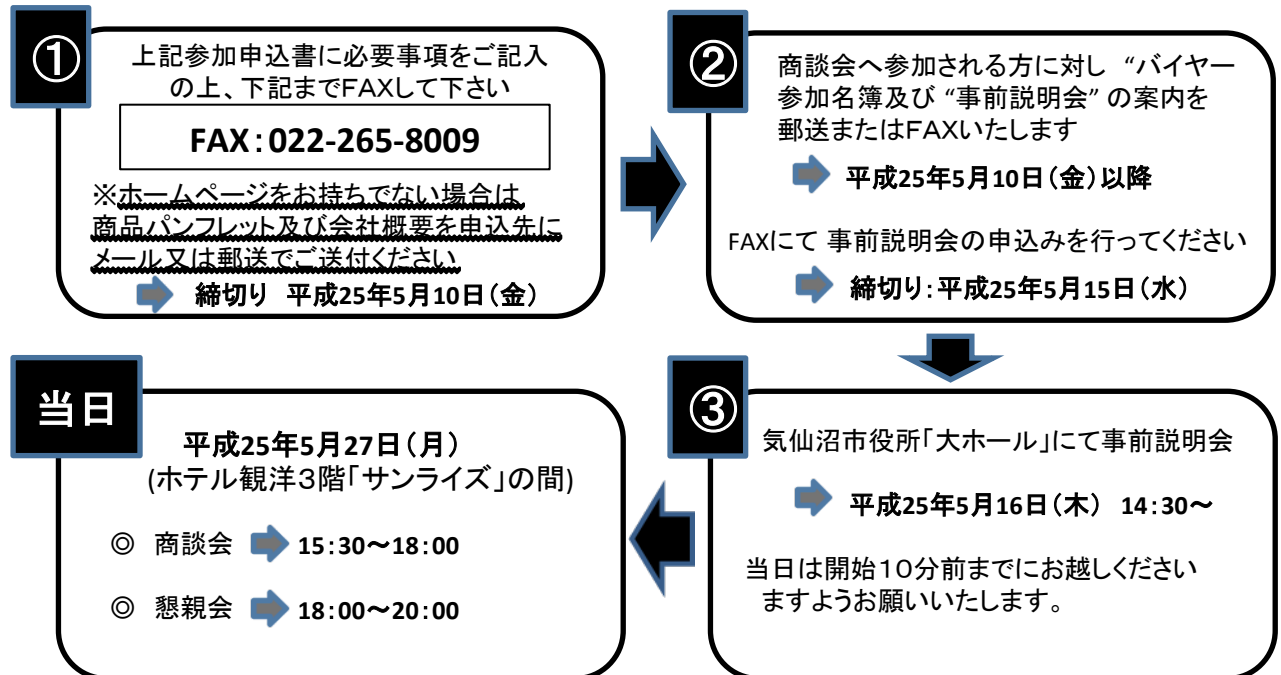 ①
上記参加申込書に必要事項をご記入
の上、下記までFAXして下さい
FAX：022-265-8009
※ホームページをお持ちでない場合は
商品パンフレット及び会社概要を申込先に
メール又は郵送でご送付ください
締切り 平成25年5月10日（金）
②
商談会へ参加される方に対し “バイヤー
参加名簿及び “事前説明会” の案内を
郵送またはFAXいたします
平成25年5月10日（金）以降
FAXにて 事前説明会の申込みを行ってください
締切り：平成25年5月15日（水）
③
気仙沼市役所「大ホール」にて事前説明会
平成25年5月16日（木） 14：30～
当日は開始１０分前までにお越しください
ますようお願いいたします。
当日
平成25年5月27日（月）
(ホテル観洋３階「サンライズ」の間)
◎ 商談会 15：30～18：00
◎ 懇親会 18：00～20：00